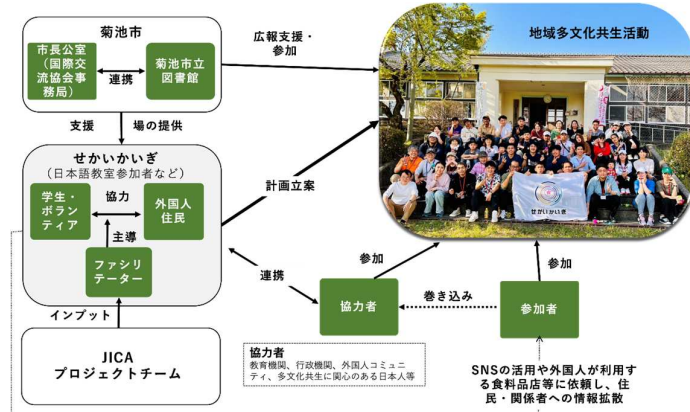 菊池市
市長公室
（国際交
流協会事
務局）
連携
菊池市立
図書館
広報支援・
参加
地域多文化共生活動
せかいかいぎ
支援
場の提供
せかいかいぎ
（日本語教室参加者など）
学生・
ボラン
ティア
協力
外国人
住民
主導
ファシリ
テーター
計画立案
連携
参加
参加
協力者
巻き込み
参加者
インプット
JICA
プロジェクトチーム
協力者
教育機関、行政機関、外国人コミュニ
ティ、多文化共生に関心のある日本人等
SNSの活用や外国人が利用す
る食料品店等に依頼し、住
民・関係者への情報拡散